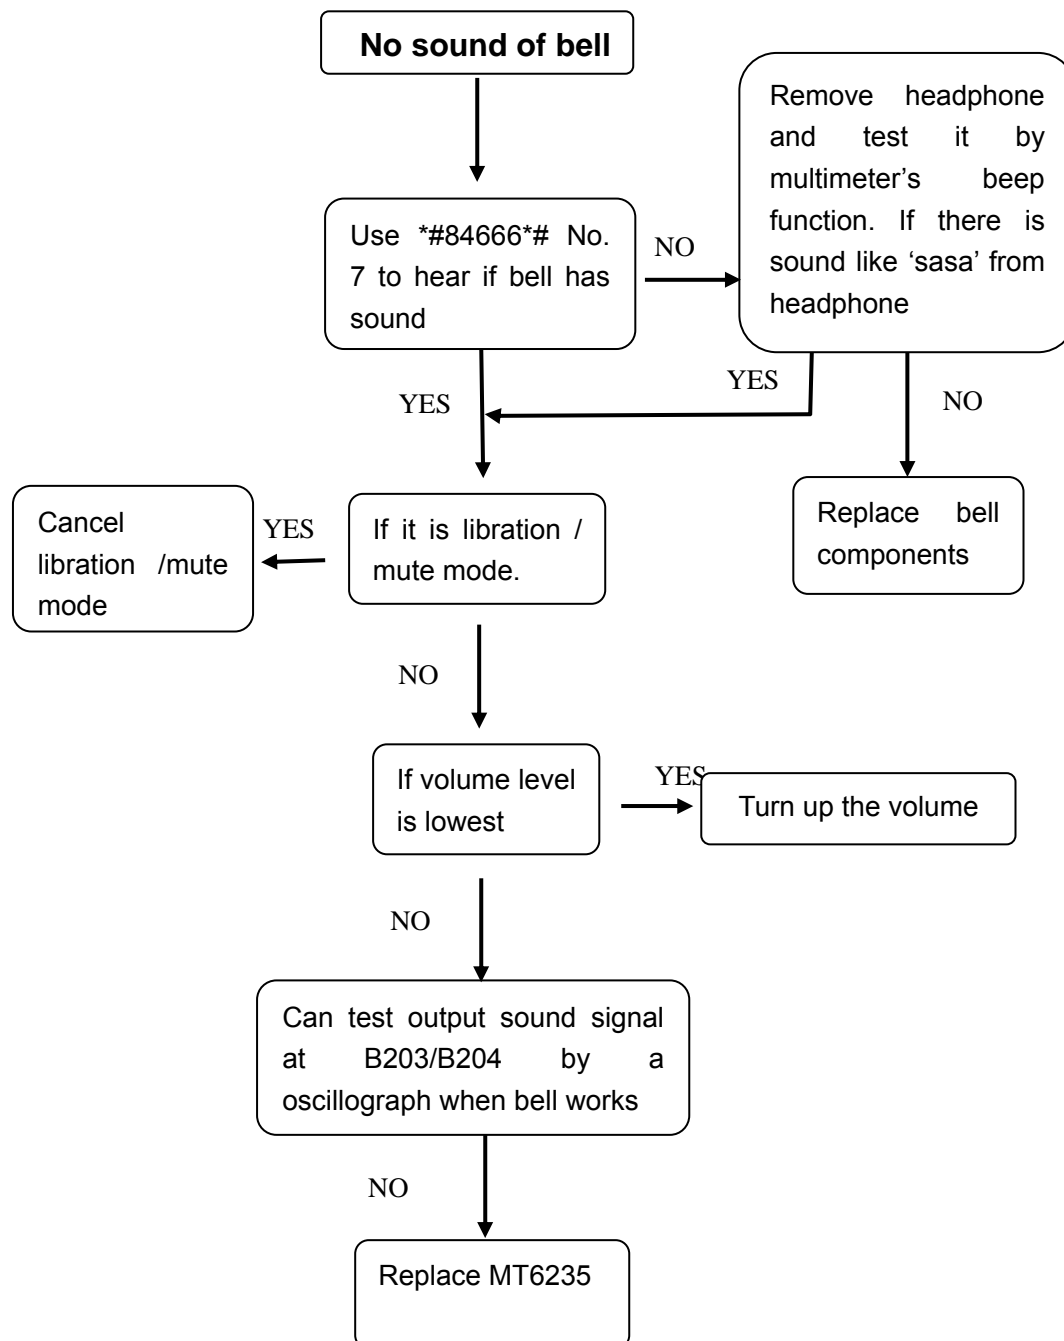 No sound of bell
Remove headphone
and test it by
multimeter’s beep
function. If there is
sound like ‘sasa’ from
headphone
Use *#84666*# No.
7 to hear if bell has
sound
NO
YES
YES
NO
Cancel
libration /mute
mode
YES
If it is libration /
mute mode.
Replace bell
components
NO
If volume level
is lowest
YES
Turn up the volume
NO
Can test output sound signal
at B203/B204 by a
oscillograph when bell works
NO
Replace MT6235